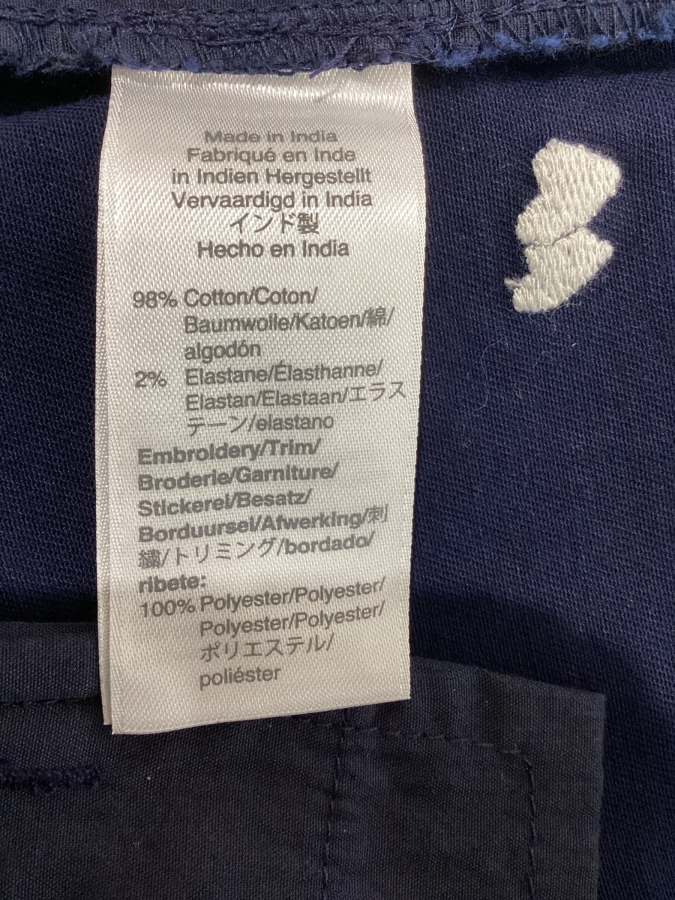 Made in India
Fabriqué en Inde
in Indien Hergestellt
Vervaardigd in India
インド製
Hecho en India
98% Cotton/Coton/
Baumwolle/Katoen/綿/
algodón
2% Elastane/Élasthanne/
Elastan/Elastaan/エラス
テーン/elastano
Embroidery/Trim/
Broderie/Garniture/
Stickerei/Besatz/
Borduursel/Afwerking/刺
繍/トリミング/bordado/
ribete:
100% Polyester/Polyester/
Polyester/Polyester/
ポリエステル/
poliéster